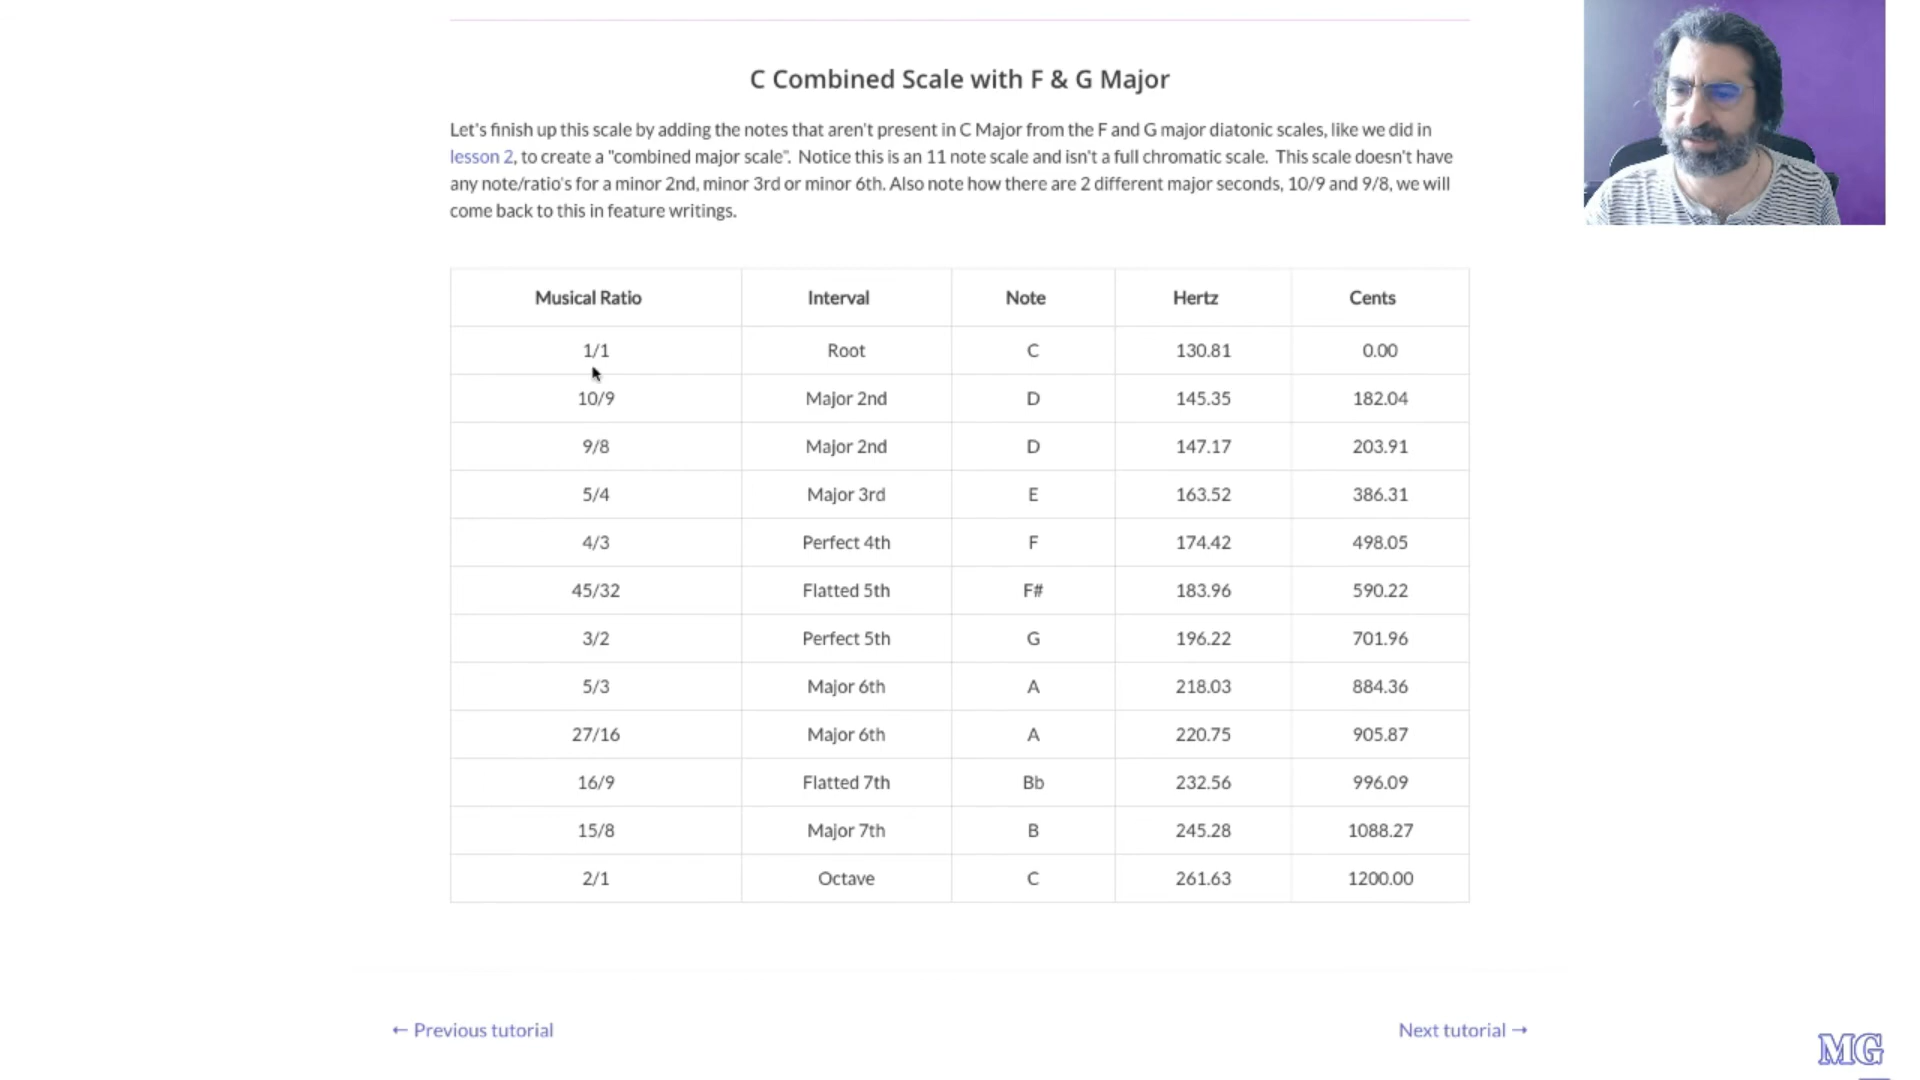 C Combined Scale with F & G Major
Let's finish up this scale by adding the notes that aren't present in C Major from the F and G major diatonic scales, like we did in
lesson 2, to create a "combined major scale". Notice this is an 11 note scale and isn't a full chromatic scale. This scale doesn't have
any note/ratio's for a minor 2nd, minor 3rd or minor 6th. Also note how there are 2 different major seconds, 10/9 and 9/8, we will
come back to this in feature writings.
Musical Ratio Interval Note Hertz Cents
1/1 Root C 130.81 0.00
10/9 Major 2nd D 145.35 182.04
9/8 Major 2nd D 147.17 203.91
5/4 Major 3rd E 163.52 386.31
4/3 Perfect 4th F 174.42 498.05
45/32 Flatted 5th F# 183.96 590.22
3/2 Perfect 5th G 196.22 701.96
5/3 Major 6th A 218.03 884.36
27/16 Major 6th A 220.75 905.87
16/9 Flatted 7th Bb 232.56 996.09
15/8 Major 7th B 245.28 1088.27
2/1 Octave C 261.63 1200.00
← Previous tutorial Next tutorial →
MG